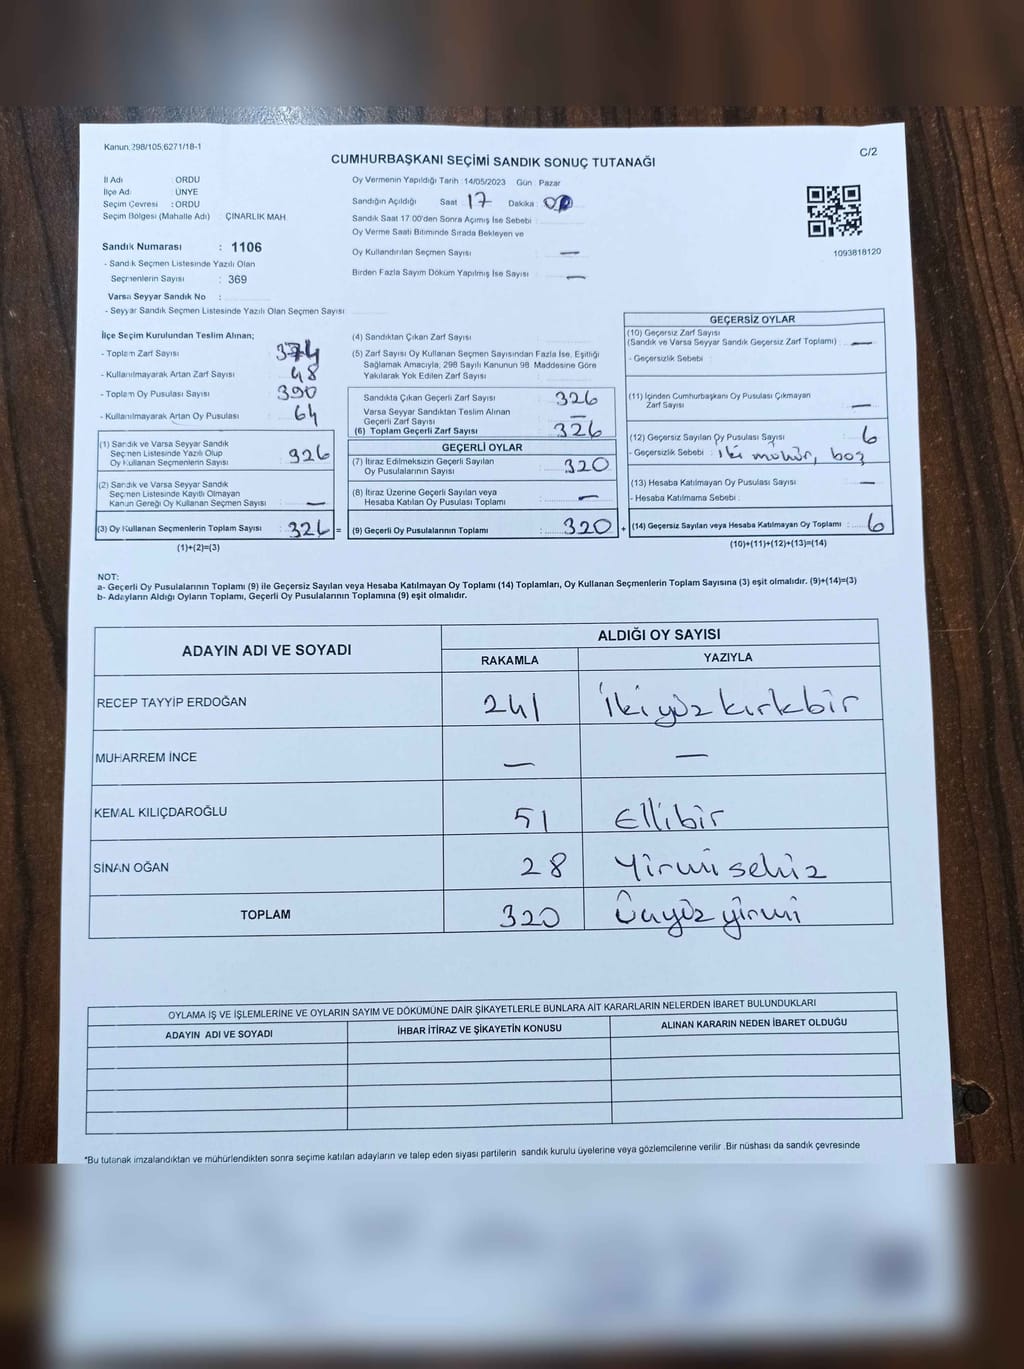 Kanun, 298/105,6271/18-1
C/2
CUMHURBAŞKANI SEÇİMİ SANDIK SONUÇ TUTANAĞI
İl Adı : ORDU
İlçe Adı : ÜNYE
Seçim Çevresi : ORDU
Seçim Bölgesi (Mahalle Adı) : ÇINARLIK MAH.
Oy Vermenin Yapıldığı Tarih : 14/05/2023 Gün : Pazar
Sandığın Açıldığı Saat : 17 Dakika : 00
Sandık Saat 17.00'den Sonra Açımış İse Sebebi :
Oy Verme Saati Bitiminde Sırada Bekleyen ve
Oy Kullandırılan Seçmen Sayısı : —
Birden Fazla Sayım Döküm Yapılmış İse Sayısı : —
1093818120
Sandık Numarası : 1106
- Sandık Seçmen Listesinde Yazılı Olan
Seçmenlerin Sayısı : 369
Varsa Seyyar Sandık No :
- Seyyar Sandık Seçmen Listesinde Yazılı Olan Seçmen Sayısı :
İlçe Seçim Kurulundan Teslim Alınan;
- Toplam Zarf Sayısı : 374
- Kullanılmayarak Artan Zarf Sayısı : 48
- Toplam Oy Pusulası Sayısı : 390
- Kullanılmayarak Artan Oy Pusulası : 64
(1) Sandık ve Varsa Seyyar Sandık
Seçmen Listesinde Yazılı Olup
Oy Kullanan Seçmenlerin Sayısı : 326
(2) Sandık ve Varsa Seyyar Sandık
Seçmen Listesinde Kayıtlı Olmayan
Kanun Gereği Oy Kullanan Seçmen Sayısı : —
(3) Oy Kullanan Seçmenlerin Toplam Sayısı : 326 =
(1)+(2)=(3)
(4) Sandıktan Çıkan Zarf Sayısı :
(5) Zarf Sayısı Oy Kullanan Seçmen Sayısından Fazla İse, Eşitliği
Sağlamak Amacıyla, 298 Sayılı Kanunun 98. Maddesine Göre
Yakılarak Yok Edilen Zarf Sayısı :
Sandıkta Çıkan Geçerli Zarf Sayısı : 326
Varsa Seyyar Sandıktan Teslim Alınan
Geçerli Zarf Sayısı : —
(6) Toplam Geçerli Zarf Sayısı : 326
GEÇERLİ OYLAR
(7) İtiraz Edilmeksizin Geçerli Sayılan
Oy Pusulalarının Sayısı : 320
(8) İtiraz Üzerine Geçerli Sayılan veya
Hesaba Katılan Oy Pusulası Toplamı : —
(9) Geçerli Oy Pusulalarının Toplamı : 320 +
GEÇERSİZ OYLAR
(10) Geçersiz Zarf Sayısı
(Sandık ve Varsa Seyyar Sandık Geçersiz Zarf Toplamı) : —
- Geçersizlik Sebebi :
(11) İçinden Cumhurbaşkanı Oy Pusulası Çıkmayan
Zarf Sayısı : —
(12) Geçersiz Sayılan Oy Pusulası Sayısı : 6
- Geçersizlik Sebebi : iki mühür, boş
(13) Hesaba Katılmayan Oy Pusulası Sayısı : —
- Hesaba Katılmama Sebebi :
(14) Geçersiz Sayılan veya Hesaba Katılmayan Oy Toplamı : 6
(10)+(11)+(12)+(13)=(14)
NOT:
a- Geçerli Oy Pusulalarının Toplamı (9) ile Geçersiz Sayılan veya Hesaba Katılmayan Oy Toplamı (14) Toplamları, Oy Kullanan Seçmenlerin Toplam Sayısına (3) eşit olmalıdır. (9)+(14)=(3)
b- Adayların Aldığı Oyların Toplamı, Geçerli Oy Pusulalarının Toplamına (9) eşit olmalıdır.
ADAYIN ADI VE SOYADI
ALDIĞI OY SAYISI
RAKAMLA YAZIYLA
RECEP TAYYİP ERDOĞAN 241 ikiyüzkırkbir
MUHARREM İNCE — —
KEMAL KILIÇDAROĞLU 51 Ellibir
SİNAN OĞAN 28 Yirmi sekiz
TOPLAM 320 Üçyüz yirmi
OYLAMA İŞ VE İŞLEMLERİNE VE OYLARIN SAYIM VE DÖKÜMÜNE DAİR ŞİKAYETLERLE BUNLARA AİT KARARLARIN NELERDEN İBARET BULUNDUKLARI
ADAYIN ADI VE SOYADI İHBAR İTİRAZ VE ŞİKAYETİN KONUSU ALINAN KARARIN NEDEN İBARET OLDUĞU
*Bu tutanak imzalandıktan ve mühürlendikten sonra seçime katılan adayların ve talep eden siyasi partilerin sandık kurulu üyelerine veya gözlemcilerine verilir .Bir nüshası da sandık çevresinde